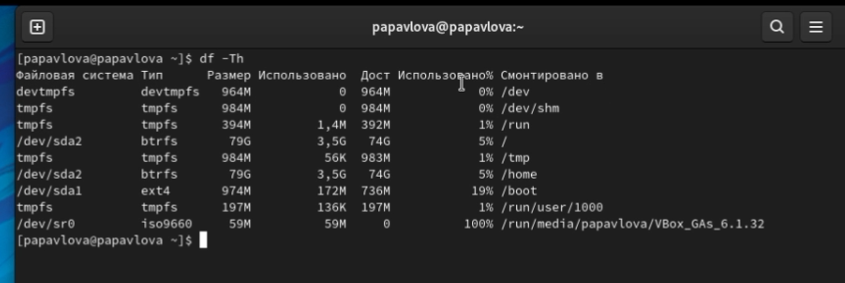 papavlova@papavlova:~
[papavlova@papavlova ~]$ df -Th
Файловая система Тип Размер Использовано Дост Использовано% Смонтировано в
devtmpfs devtmpfs 964M 0 964M 0% /dev
tmpfs tmpfs 984M 0 984M 0% /dev/shm
tmpfs tmpfs 394M 1,4M 392M 1% /run
/dev/sda2 btrfs 79G 3,5G 74G 5% /
tmpfs tmpfs 984M 56K 983M 1% /tmp
/dev/sda2 btrfs 79G 3,5G 74G 5% /home
/dev/sda1 ext4 974M 172M 736M 19% /boot
tmpfs tmpfs 197M 136K 197M 1% /run/user/1000
/dev/sr0 iso9660 59M 59M 0 100% /run/media/papavlova/VBox_GAs_6.1.32
[papavlova@papavlova ~]$